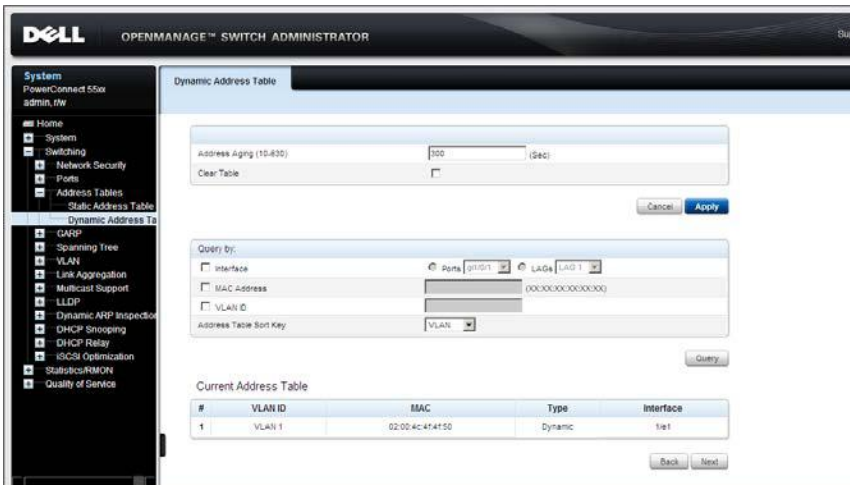 DELL OPENMANAGE™ SWITCH ADMINISTRATOR Su
System
PowerConnect 55xx
admin, r/w
Home
System
Switching
Network Security
Ports
Address Tables
Static Address Table
Dynamic Address Ta
GARP
Spanning Tree
VLAN
Link Aggregation
Multicast Support
LLDP
Dynamic ARP Inspection
DHCP Snooping
DHCP Relay
iSCSI Optimization
Statistics/RMON
Quality of Service
Dynamic Address Table
Address Aging (10-630) 300 (Sec)
Clear Table
Cancel Apply
Query by:
Interface Ports gi1/0/1 LAGs LAG 1
MAC Address (XX:XX:XX:XX:XX:XX)
VLAN ID
Address Table Sort Key VLAN
Query
Current Address Table
# VLAN ID MAC Type Interface
1 VLAN 1 02:00:4c:4f:4f:50 Dynamic 1/e1
Back Next